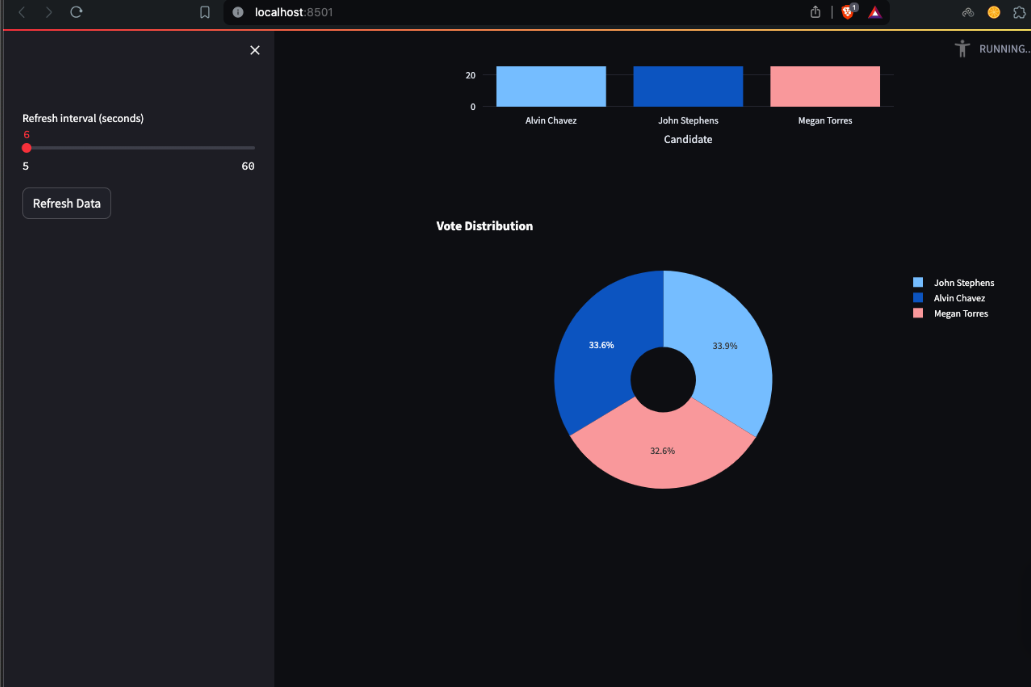 localhost:8501
1
RUNNING...
Refresh interval (seconds)
6
5 60
Refresh Data
20
0
Alvin Chavez John Stephens Megan Torres
Candidate
Vote Distribution
John Stephens
Alvin Chavez
Megan Torres
33.6%
33.9%
32.6%